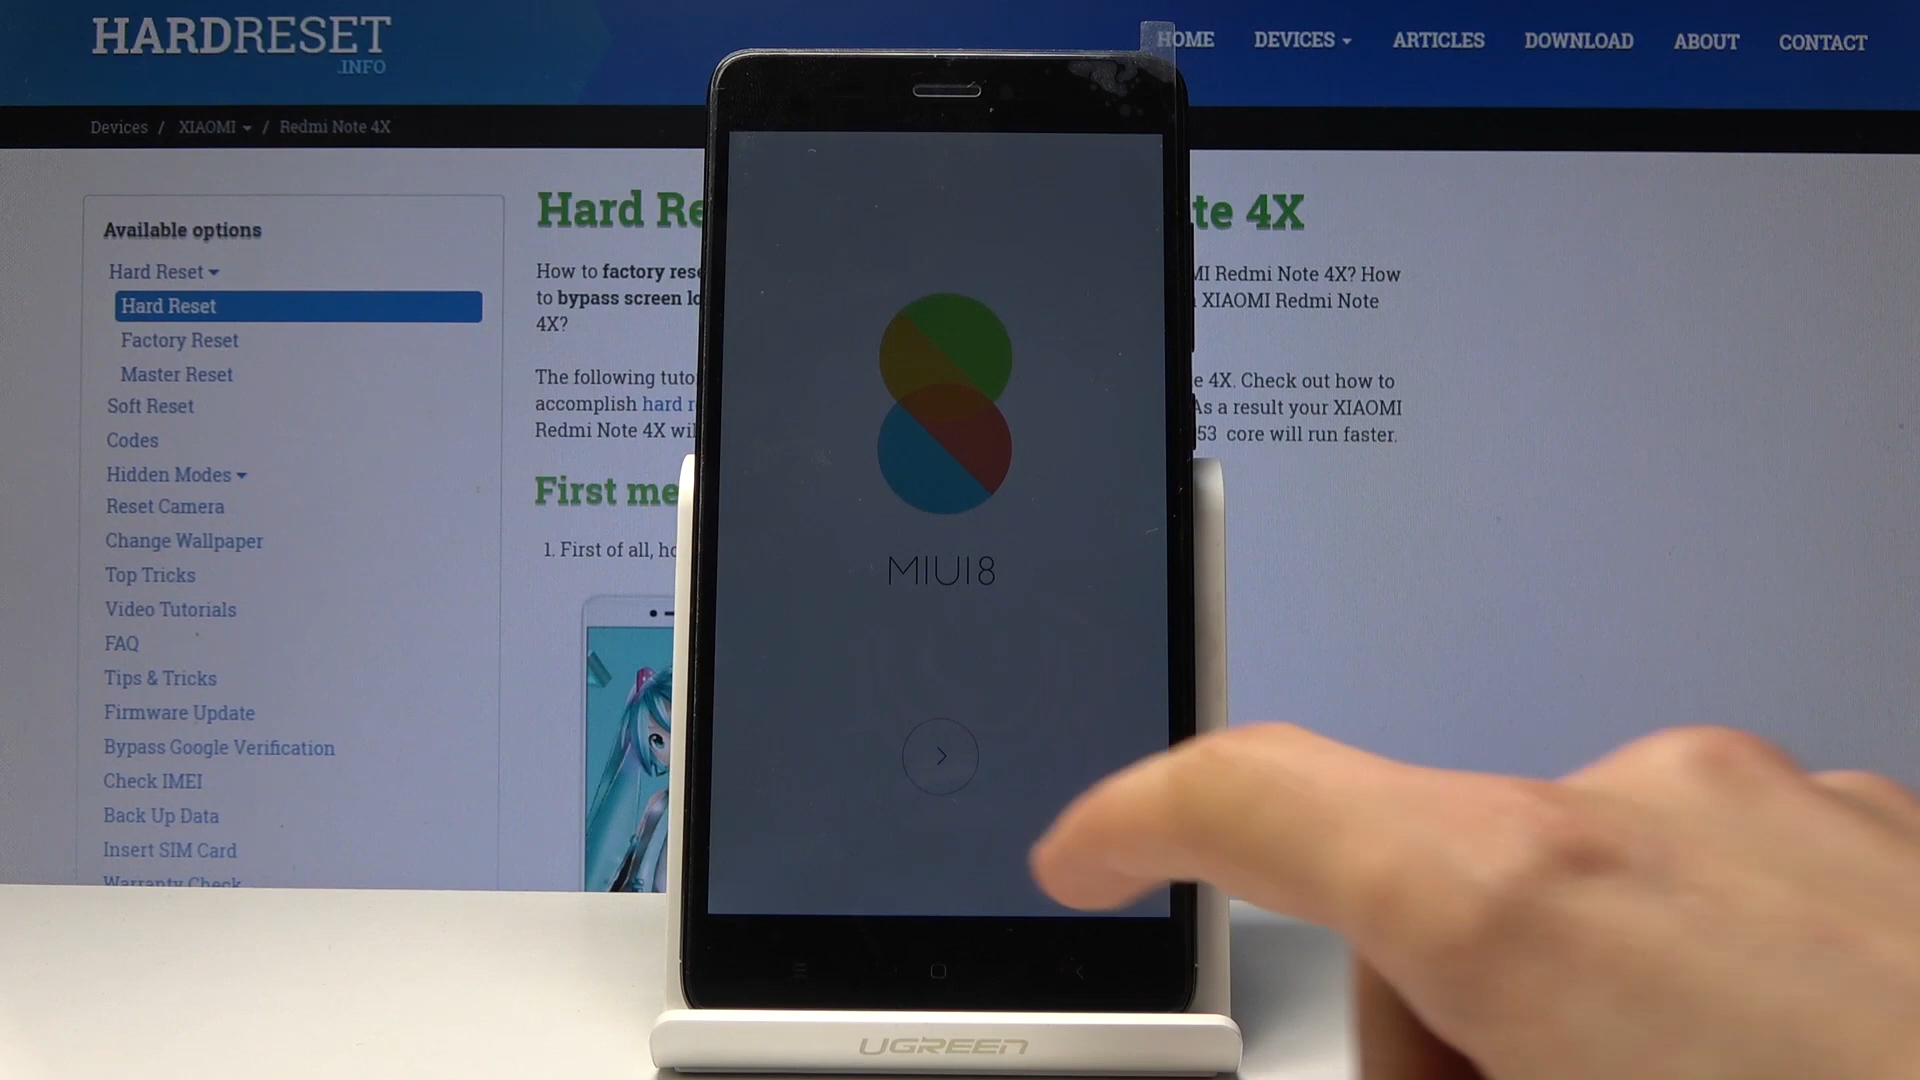 HARDRESET
.INFO
HOME DEVICES ARTICLES DOWNLOAD ABOUT CONTACT
Devices / XIAOMI / Redmi Note 4X
Available options
Hard Reset
Hard Reset
Factory Reset
Master Reset
Soft Reset
Codes
Hidden Modes
Reset Camera
Change Wallpaper
Top Tricks
Video Tutorials
FAQ
Tips & Tricks
Firmware Update
Bypass Google Verification
Check IMEI
Back Up Data
Insert SIM Card
Warranty Check
Hard Re te 4X
How to factory rese MI Redmi Note 4X? How
to bypass screen lo XIAOMI Redmi Note
4X?
The following tuto e 4X. Check out how to
accomplish hard r As a result your XIAOMI
Redmi Note 4X wil 53 core will run faster.
First me
1. First of all, ho
MIUI8
UGREEN